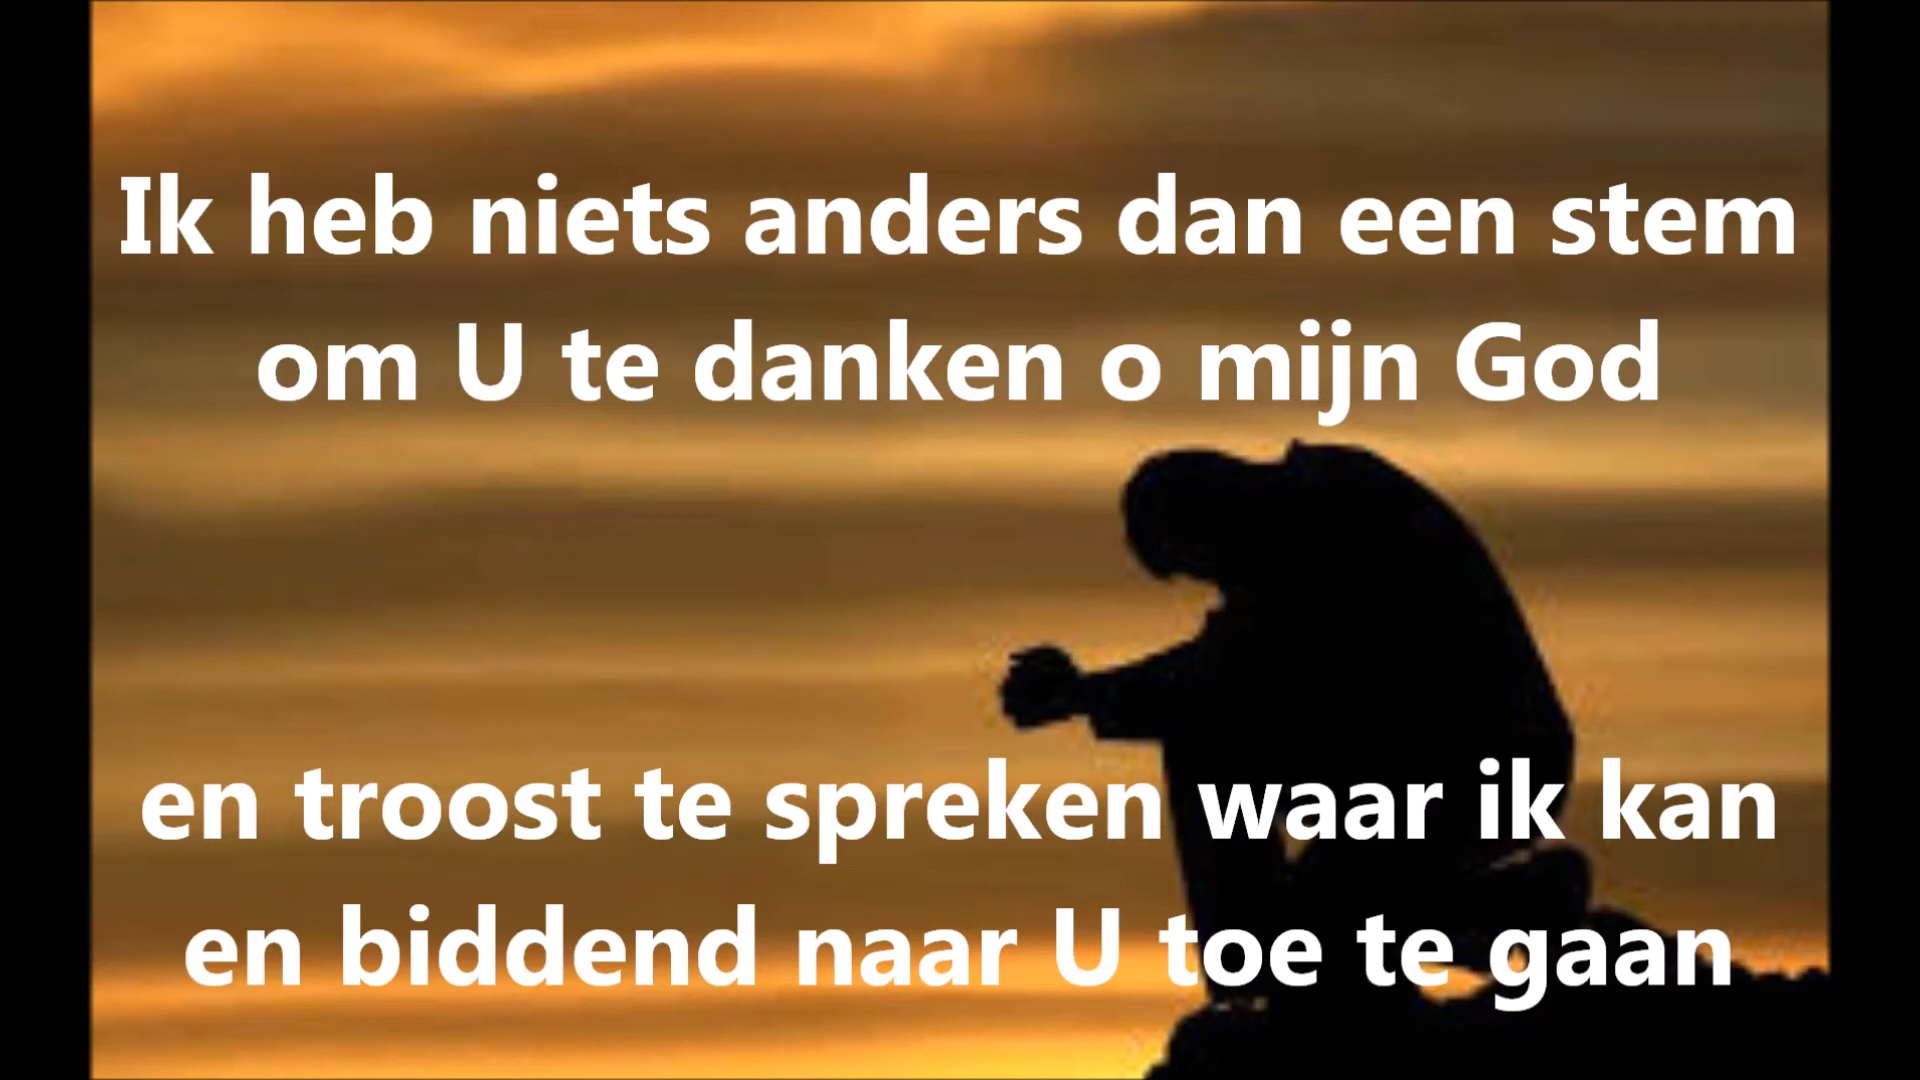 Ik heb niets anders dan een stem
om U te danken o mijn God
en troost te spreken waar ik kan
en biddend naar U toe te gaan